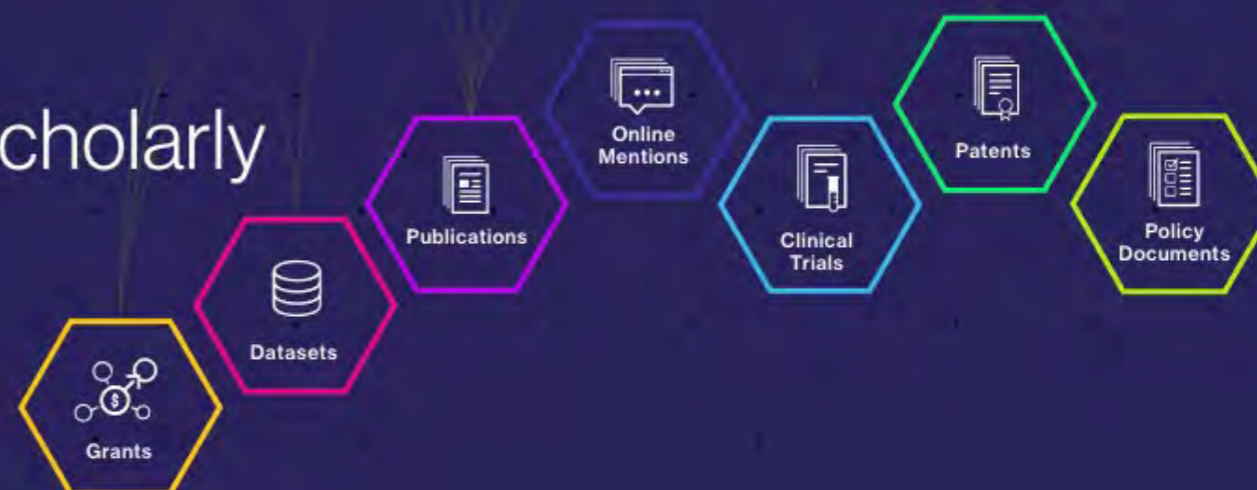 cholarly
Grants
Datasets
Publications
Online
Mentions
Clinical
Trials
Patents
Policy
Documents